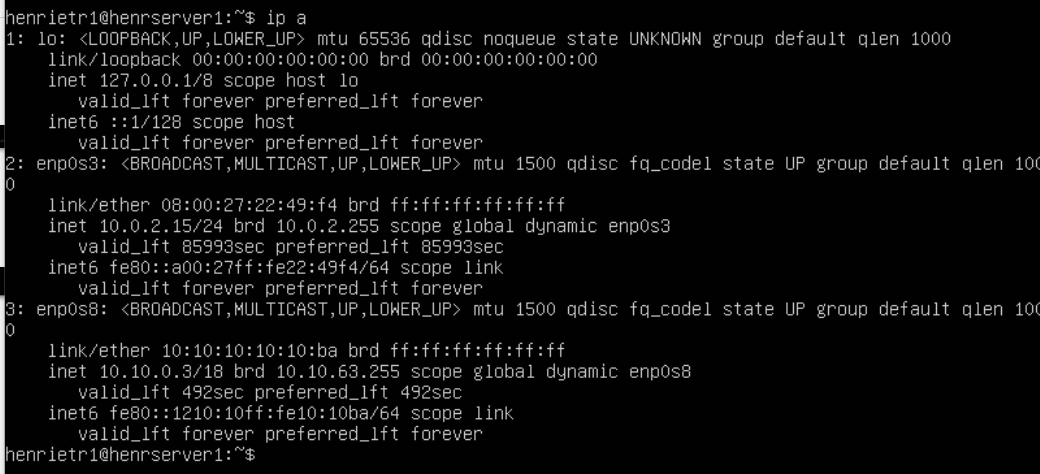 henrietr1@henrserver1:~$ ip a
1: lo: <LOOPBACK,UP,LOWER_UP> mtu 65536 qdisc noqueue state UNKNOWN group default qlen 1000
link/loopback 00:00:00:00:00:00 brd 00:00:00:00:00:00
inet 127.0.0.1/8 scope host lo
valid_lft forever preferred_lft forever
inet6 ::1/128 scope host
valid_lft forever preferred_lft forever
2: enp0s3: <BROADCAST,MULTICAST,UP,LOWER_UP> mtu 1500 qdisc fq_codel state UP group default qlen 100
0
link/ether 08:00:27:22:49:f4 brd ff:ff:ff:ff:ff:ff
inet 10.0.2.15/24 brd 10.0.2.255 scope global dynamic enp0s3
valid_lft 85993sec preferred_lft 85993sec
inet6 fe80::a00:27ff:fe22:49f4/64 scope link
valid_lft forever preferred_lft forever
3: enp0s8: <BROADCAST,MULTICAST,UP,LOWER_UP> mtu 1500 qdisc fq_codel state UP group default qlen 100
0
link/ether 10:10:10:10:10:ba brd ff:ff:ff:ff:ff:ff
inet 10.10.0.3/18 brd 10.10.63.255 scope global dynamic enp0s8
valid_lft 492sec preferred_lft 492sec
inet6 fe80::1210:10ff:fe10:10ba/64 scope link
valid_lft forever preferred_lft forever
henrietr1@henrserver1:~$